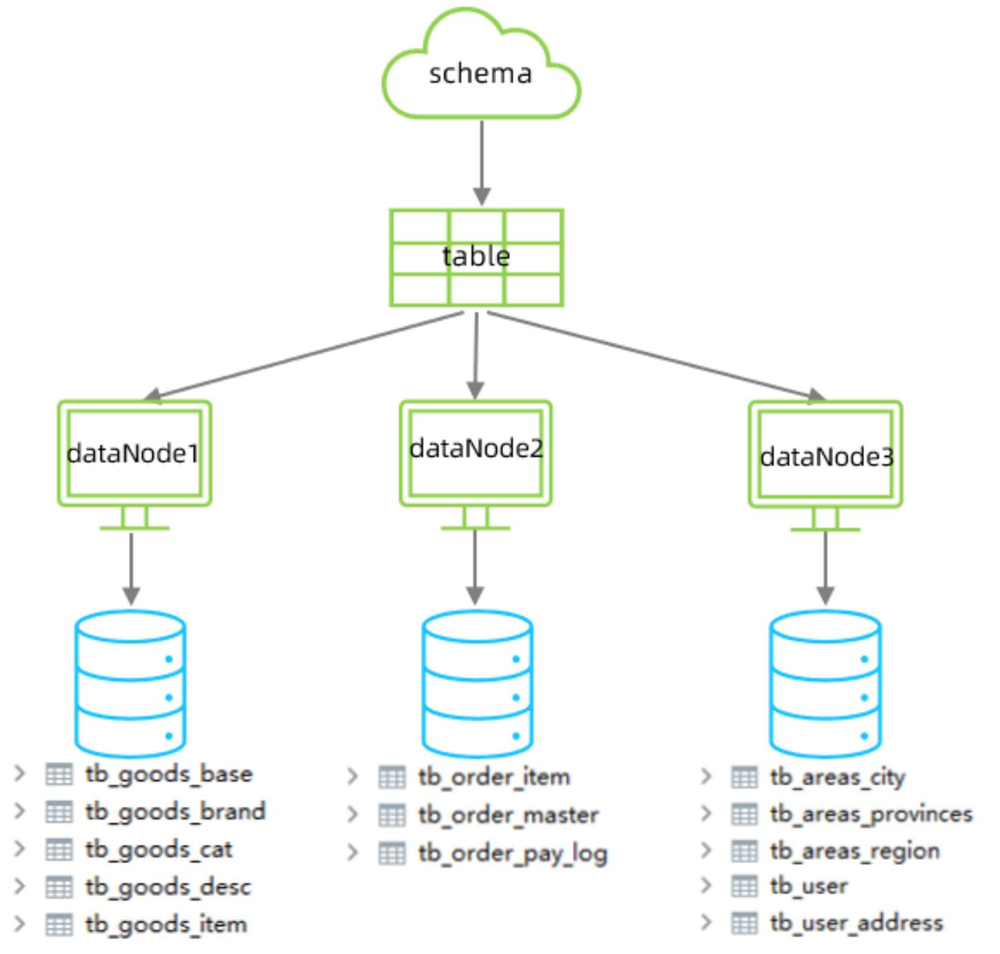 schema
table
dataNode1
dataNode2
dataNode3
tb_goods_base
tb_goods_brand
tb_goods_cat
tb_goods_desc
tb_goods_item
tb_order_item
tb_order_master
tb_order_pay_log
tb_areas_city
tb_areas_provinces
tb_areas_region
tb_user
tb_user_address